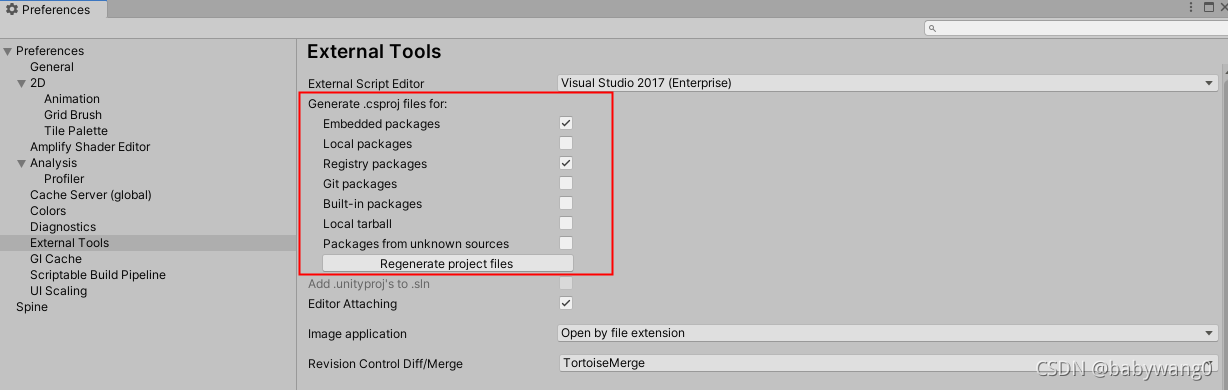 Preferences
External Tools
Preferences
General
2D
Animation
Grid Brush
Tile Palette
Amplify Shader Editor
Analysis
Profiler
Cache Server (global)
Colors
Diagnostics
External Tools
GI Cache
Scriptable Build Pipeline
UI Scaling
Spine
External Script Editor Visual Studio 2017 (Enterprise)
Generate .csproj files for:
Embedded packages
Local packages
Registry packages
Git packages
Built-in packages
Local tarball
Packages from unknown sources
Regenerate project files
Add .unityproj's to .sln
Editor Attaching
Image application Open by file extension
Revision Control Diff/Merge TortoiseMerge
CSDN @babywang0